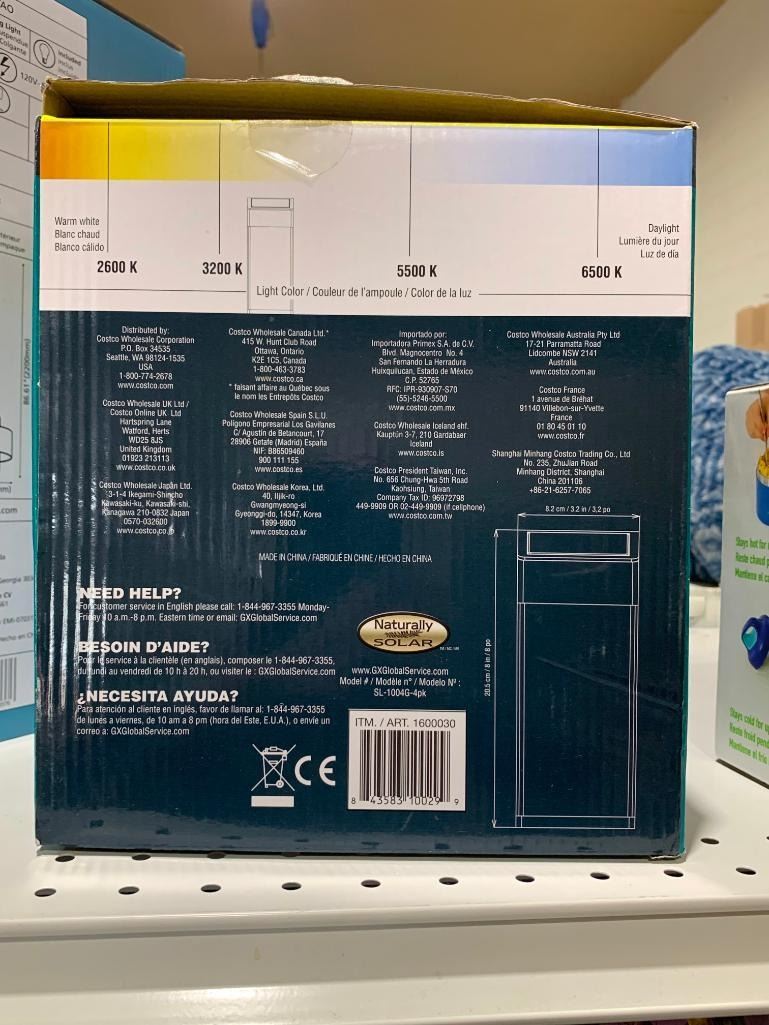 Warm white
Blanc chaud
Blanco cálido
2600 K
3200 K
5500 K
6500 K
Daylight
Lumière du jour
Luz de día
Light Color / Couleur de l'ampoule / Color de la luz
Distributed by:
Costco Wholesale Corporation
P.O. Box 34535
Seattle, WA 98124-1535
USA
1-800-774-2678
www.costco.com
Costco Wholesale UK Ltd /
Costco Online UK Ltd
Hartspring Lane
Watford, Herts
WD25 8JS
United Kingdom
01923 213113
www.costco.co.uk
Costco Wholesale Japan Ltd.
3-1-4 Ikegami-Shincho
Kawasaki-ku, Kawasaki-shi,
Kanagawa 210-0832 Japan
0570-032600
www.costco.co.jp
Costco Wholesale Canada Ltd.*
415 W. Hunt Club Road
Ottawa, Ontario
K2E 1C5, Canada
1-800-463-3783
www.costco.ca
* faisant affaire au Québec sous
le nom les Entrepôts Costco
Costco Wholesale Spain S.L.U.
Polígono Empresarial Los Gavilanes
C/ Agustín de Betancourt, 17
28906 Getafe (Madrid) España
NIF: B86509460
900 111 155
www.costco.es
Costco Wholesale Korea, Ltd.
40, Iljik-ro
Gwangmyeong-si
Gyeonggi-do, 14347, Korea
1899-9900
www.costco.co.kr
Importado por:
Importadora Primex S.A. de C.V.
Blvd. Magnocentro No. 4
San Fernando La Herradura
Huixquilucan, Estado de México
C.P. 52765
RFC: IPR-930907-S70
(55)-5246-5500
www.costco.com.mx
Costco Wholesale Iceland ehf.
Kauptún 3-7, 210 Gardabaer
Iceland
www.costco.is
Costco President Taiwan, Inc.
No. 656 Chung-Hwa 5th Road
Kaohsiung, Taiwan
Company Tax ID: 96972798
449-9909 OR 02-449-9909 (if cellphone)
www.costco.com.tw
Costco Wholesale Australia Pty Ltd
17-21 Parramatta Road
Lidcombe NSW 2141
Australia
www.costco.com.au
Costco France
1 avenue de Bréhat
91140 Villebon-sur-Yvette
France
01 80 45 01 10
www.costco.fr
Shanghai Minhang Costco Trading Co., Ltd
No. 235, ZhuJian Road
Minhang District, Shanghai
China 201106
+86-21-6257-7065
MADE IN CHINA / FABRIQUÉ EN CHINE / HECHO EN CHINA
8.2 cm / 3.2 in / 3,2 po
20.5 cm / 8 in / 8 po
NEED HELP?
For customer service in English please call: 1-844-967-3355 Monday-
Friday 10 a.m.-8 p.m. Eastern time or email: GXGlobalService.com
BESOIN D'AIDE?
Pour le service à la clientèle (en anglais), composer le 1-844-967-3355,
du lundi au vendredi de 10 h à 20 h, ou visiter le : GXGlobalService.com
¿NECESITA AYUDA?
Para atención al cliente en inglés, favor de llamar al: 1-844-967-3355
de lunes a viernes, de 10 am a 8 pm (hora del Este, E.U.A.), o envíe un
correo a: GXGlobalService.com
Naturally
SOLAR
www.GXGlobalService.com
Model # / Modèle n° / Modelo N° :
SL-1004G-4pk
CE
ITM. / ART. 1600030
8 43583 10029 9
86.61" (2200mm)
120V
Included
Stays hot for
Reste chaud
Mantiene el
Stays cold for
Reste froid
Mantiene el